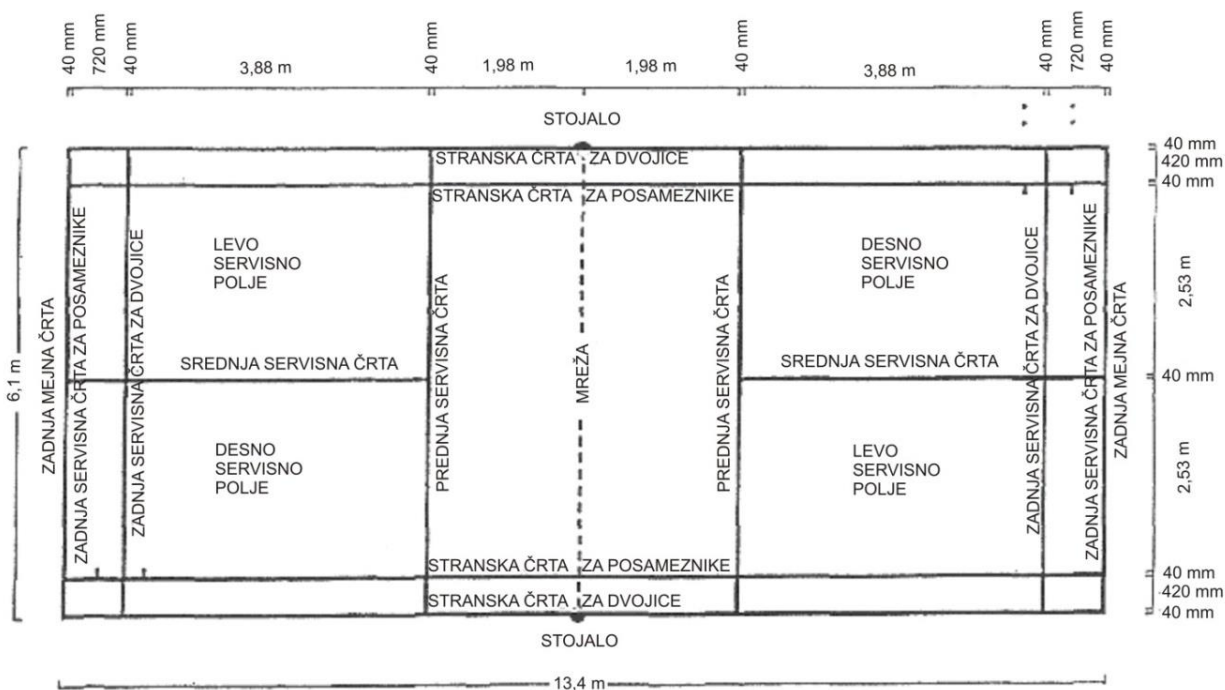 40 mm
720 mm
40 mm
3,88 m
40 mm
1,98 m
1,98 m
40 mm
3,88 m
40 mm
720 mm
40 mm
STOJALO
STRANSKA ČRTA ZA DVOJICE
40 mm
420 mm
40 mm
STRANSKA ČRTA ZA POSAMEZNIKE
6,1 m
ZADNJA MEJNA ČRTA
ZADNJA SERVISNA ČRTA ZA POSAMEZNIKE
ZADNJA SERVISNA ČRTA ZA DVOJICE
LEVO
SERVISNO
POLJE
SREDNJA SERVISNA ČRTA
DESNO
SERVISNO
POLJE
PREDNJA SERVISNA ČRTA
MREŽA
PREDNJA SERVISNA ČRTA
DESNO
SERVISNO
POLJE
SREDNJA SERVISNA ČRTA
LEVO
SERVISNO
POLJE
ZADNJA SERVISNA ČRTA ZA DVOJICE
ZADNJA SERVISNA ČRTA ZA POSAMEZNIKE
ZADNJA MEJNA ČRTA
2,53 m
40 mm
2,53 m
STRANSKA ČRTA ZA POSAMEZNIKE
40 mm
420 mm
40 mm
STRANSKA ČRTA ZA DVOJICE
STOJALO
13,4 m